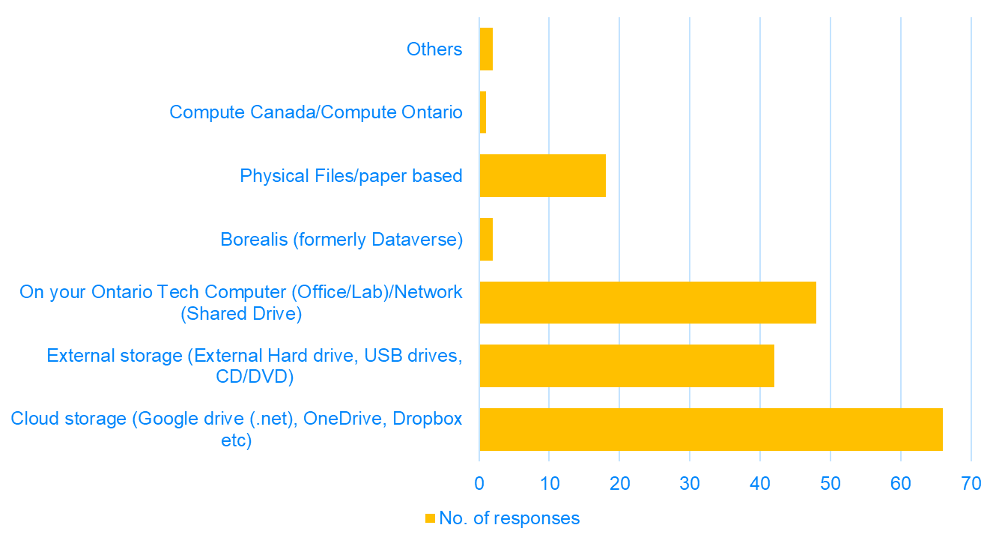 Others
Compute Canada/Compute Ontario
Physical Files/paper based
Borealis (formerly Dataverse)
On your Ontario Tech Computer (Office/Lab)/Network
(Shared Drive)
External storage (External Hard drive, USB drives,
CD/DVD)
Cloud storage (Google drive (.net), OneDrive, Dropbox
etc)
0 10 20 30 40 50 60 70
No. of responses